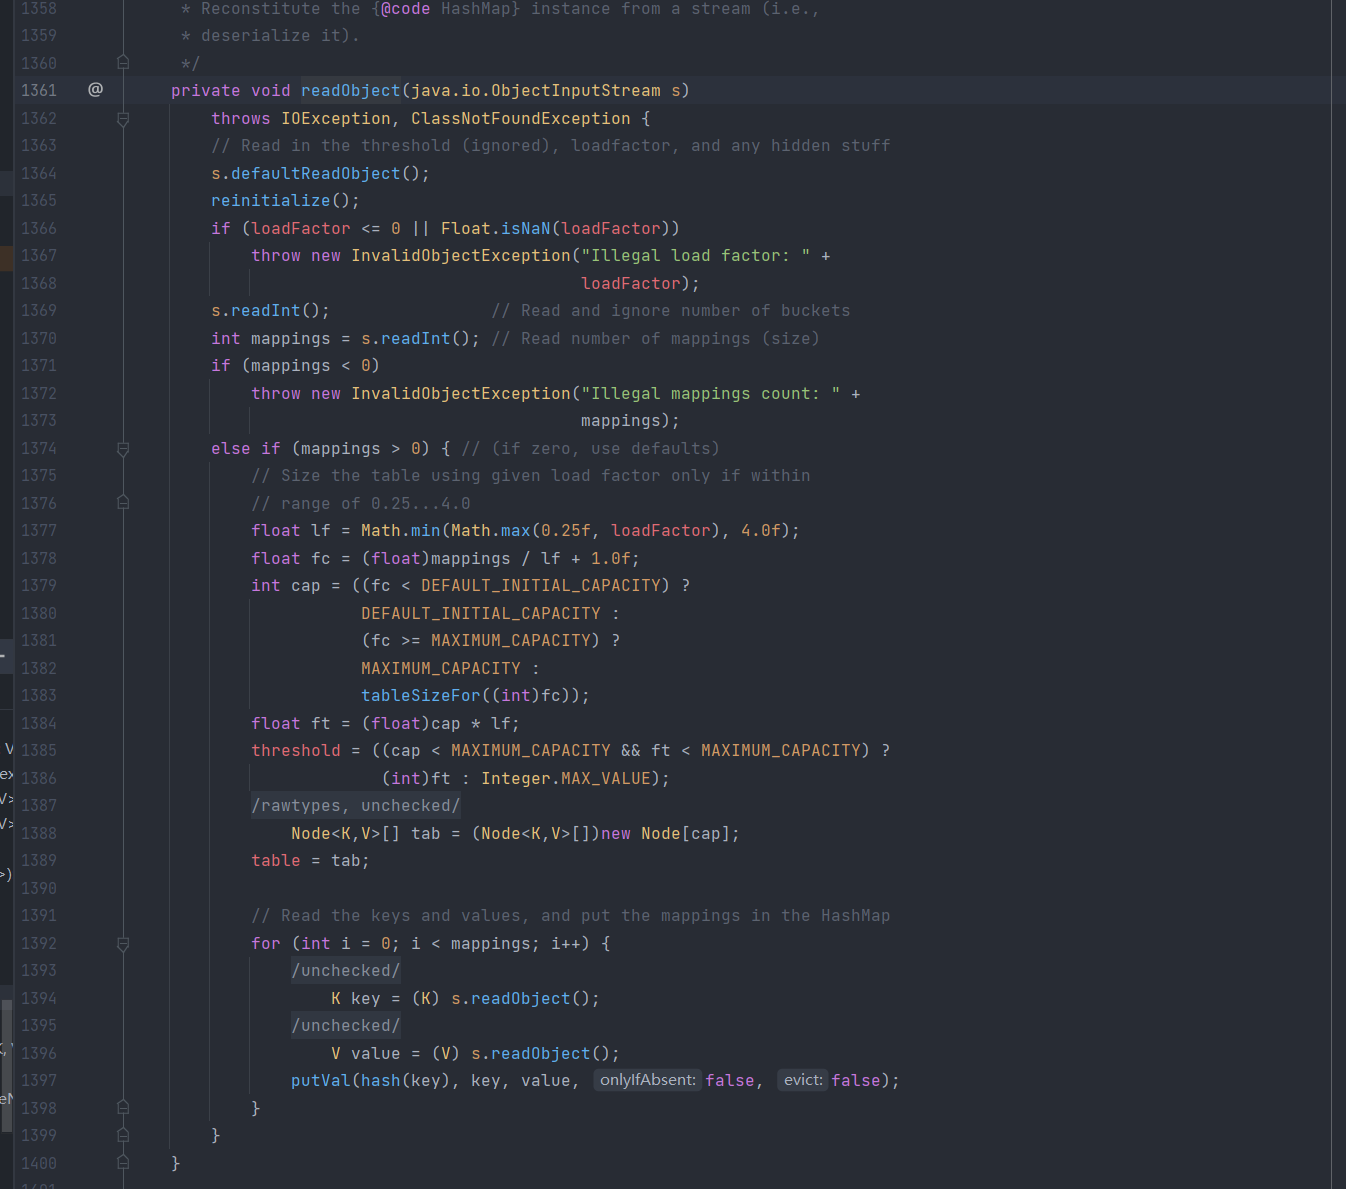 1358 * Reconstitute the {@code HashMap} instance from a stream (i.e.,
1359 * deserialize it).
1360 */
1361 @ private void readObject(java.io.ObjectInputStream s)
1362 throws IOException, ClassNotFoundException {
1363 // Read in the threshold (ignored), loadfactor, and any hidden stuff
1364 s.defaultReadObject();
1365 reinitialize();
1366 if (loadFactor <= 0 || Float.isNaN(loadFactor))
1367 throw new InvalidObjectException("Illegal load factor: " +
1368 loadFactor);
1369 s.readInt(); // Read and ignore number of buckets
1370 int mappings = s.readInt(); // Read number of mappings (size)
1371 if (mappings < 0)
1372 throw new InvalidObjectException("Illegal mappings count: " +
1373 mappings);
1374 else if (mappings > 0) { // (if zero, use defaults)
1375 // Size the table using given load factor only if within
1376 // range of 0.25...4.0
1377 float lf = Math.min(Math.max(0.25f, loadFactor), 4.0f);
1378 float fc = (float)mappings / lf + 1.0f;
1379 int cap = ((fc < DEFAULT_INITIAL_CAPACITY) ?
1380 DEFAULT_INITIAL_CAPACITY :
1381 (fc >= MAXIMUM_CAPACITY) ?
1382 MAXIMUM_CAPACITY :
1383 tableSizeFor((int)fc));
1384 float ft = (float)cap * lf;
1385 threshold = ((cap < MAXIMUM_CAPACITY && ft < MAXIMUM_CAPACITY) ?
1386 (int)ft : Integer.MAX_VALUE);
1387 /rawtypes, unchecked/
1388 Node<K,V>[] tab = (Node<K,V>[])new Node[cap];
1389 table = tab;
1390
1391 // Read the keys and values, and put the mappings in the HashMap
1392 for (int i = 0; i < mappings; i++) {
1393 /unchecked/
1394 K key = (K) s.readObject();
1395 /unchecked/
1396 V value = (V) s.readObject();
1397 putVal(hash(key), key, value, onlyIfAbsent: false, evict: false);
1398 }
1399 }
1400 }